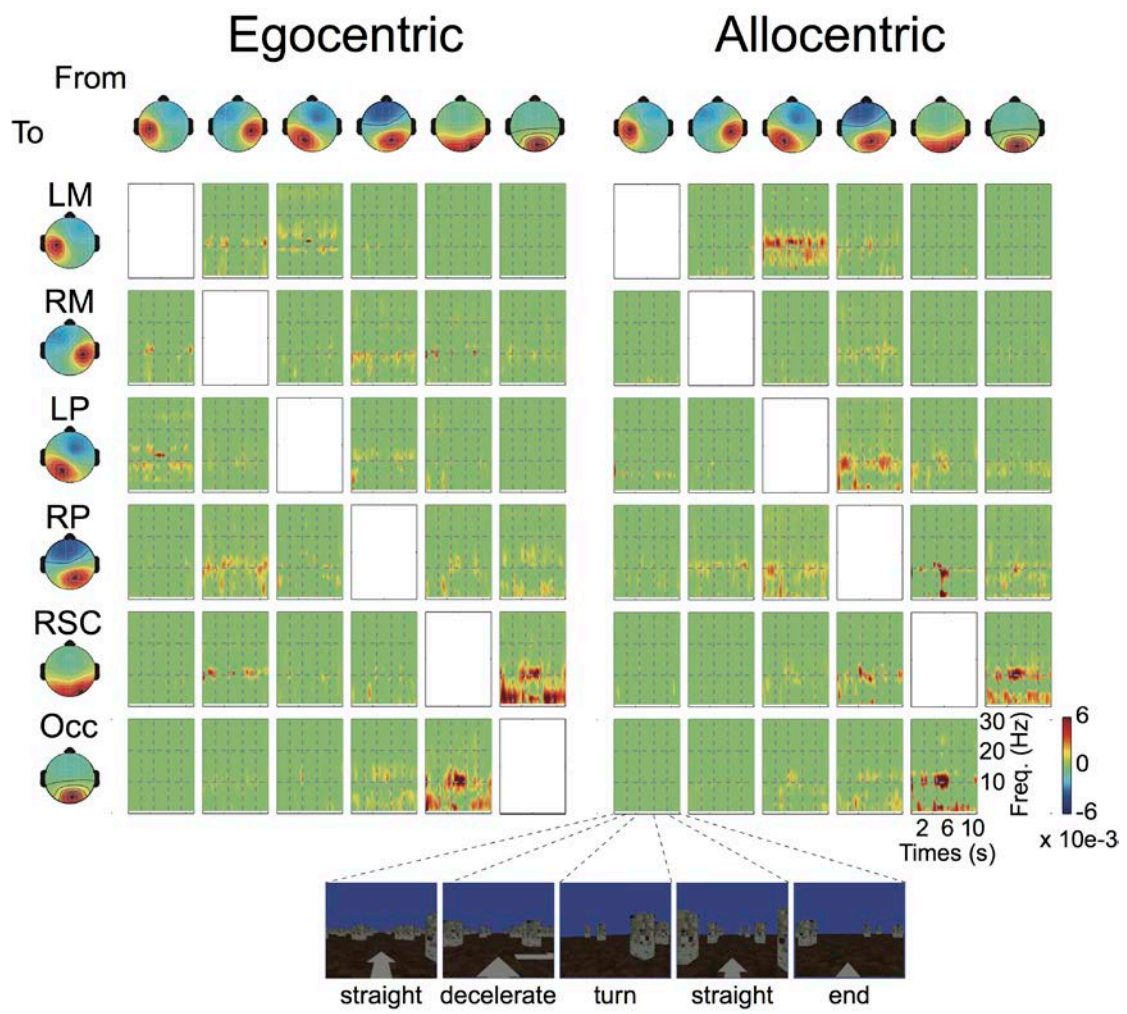 Egocentric Allocentric
From
To
LM
RM
LP
RP
RSC
Occ
30
20
10
Freq. (Hz)
2 6 10
Times (s)
6
0
-6
x 10e-3
straight decelerate turn straight end